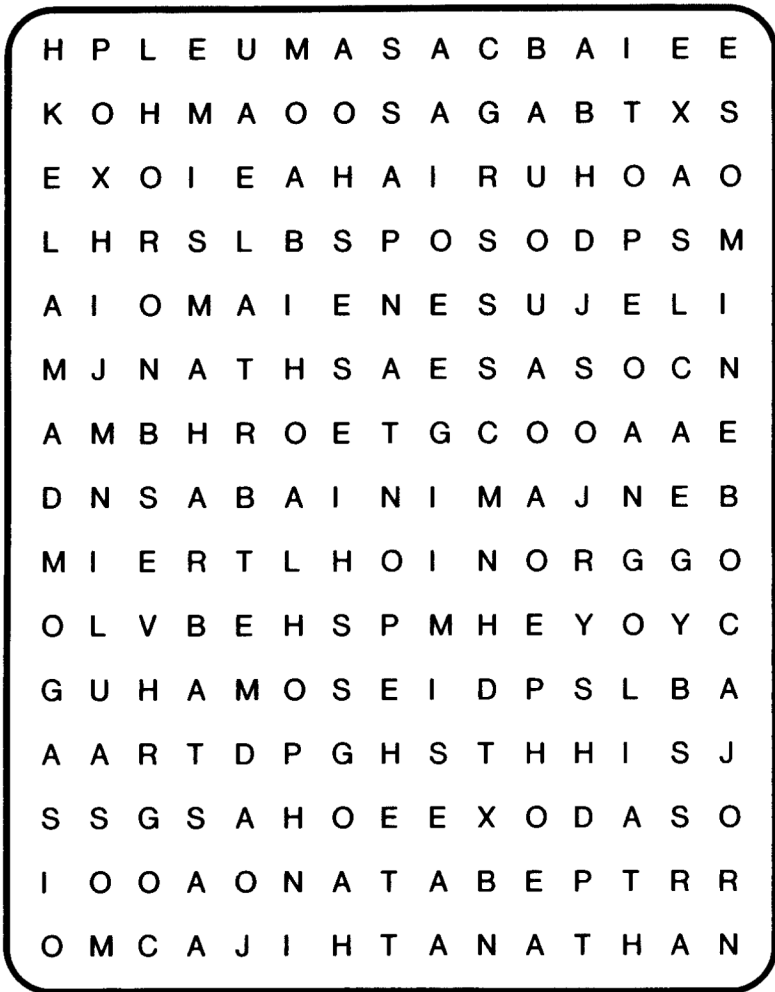 H P L E U M A S A C B A I E E
K O H M A O O S A G A B T X S
E X O I E A H A I R U H O A O
L H R S L B S P O S O D P S M
A I O M A I E N E S U J E L I
M J N A T H S A E S A S O C N
A M B H R O E T G C O O A A E
D N S A B A I N I M A J N E B
M I E R T L H O I N O R G G O
O L V B E H S P M H E Y O Y C
G U H A M O S E I D P S L B A
A A R T D P G H S T H H I S J
S S G S A H O E E X O D A S O
I O O A O N A T A B E P T R R
O M C A J I H T A N A T H A N